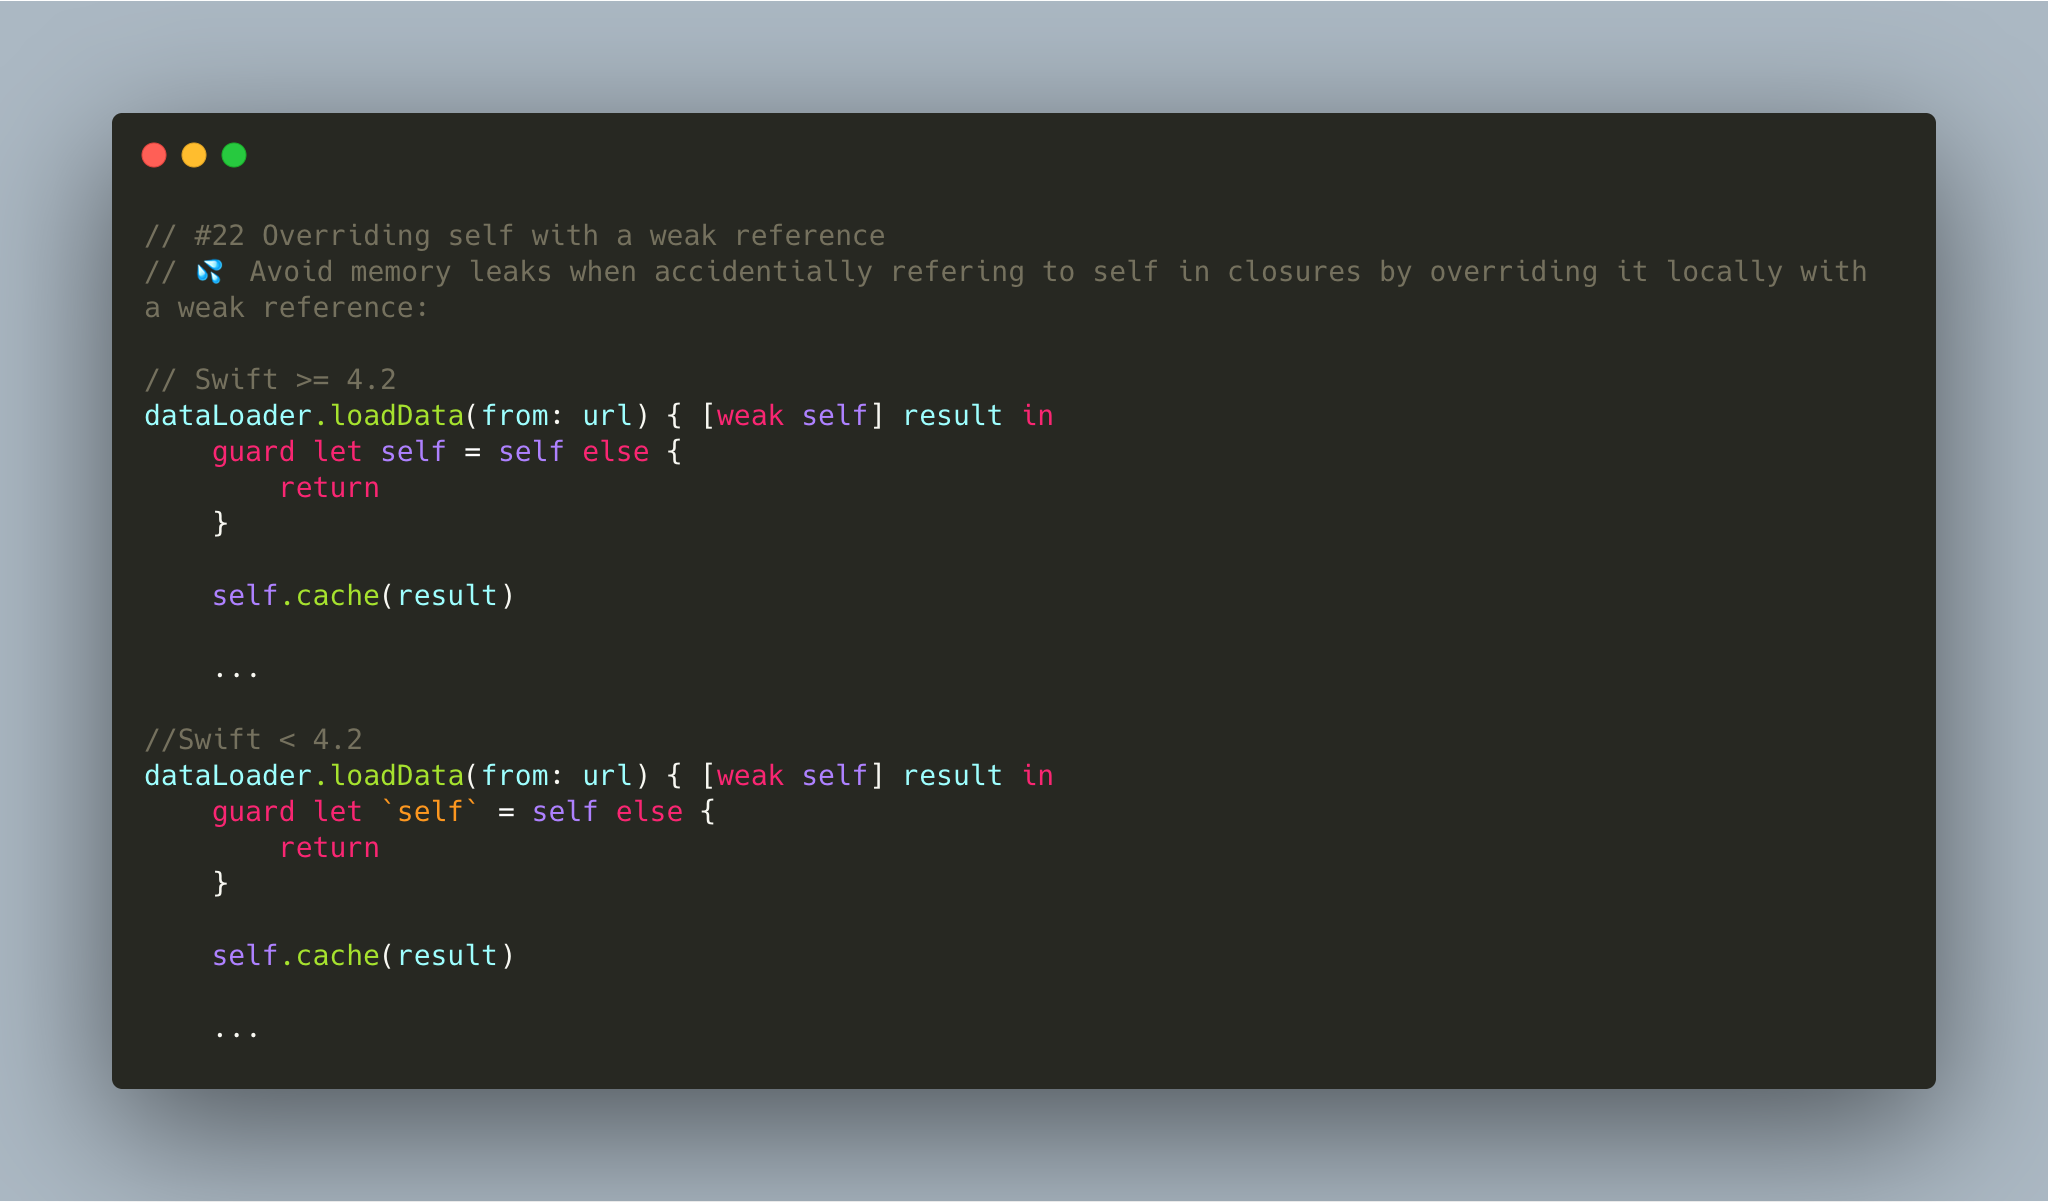 // #22 Overriding self with a weak reference
// 💦 Avoid memory leaks when accidentially refering to self in closures by overriding it locally with
a weak reference:

// Swift >= 4.2
dataLoader.loadData(from: url) { [weak self] result in
    guard let self = self else {
        return
    }

    self.cache(result)

    ...

//Swift < 4.2
dataLoader.loadData(from: url) { [weak self] result in
    guard let `self` = self else {
        return
    }

    self.cache(result)

    ...